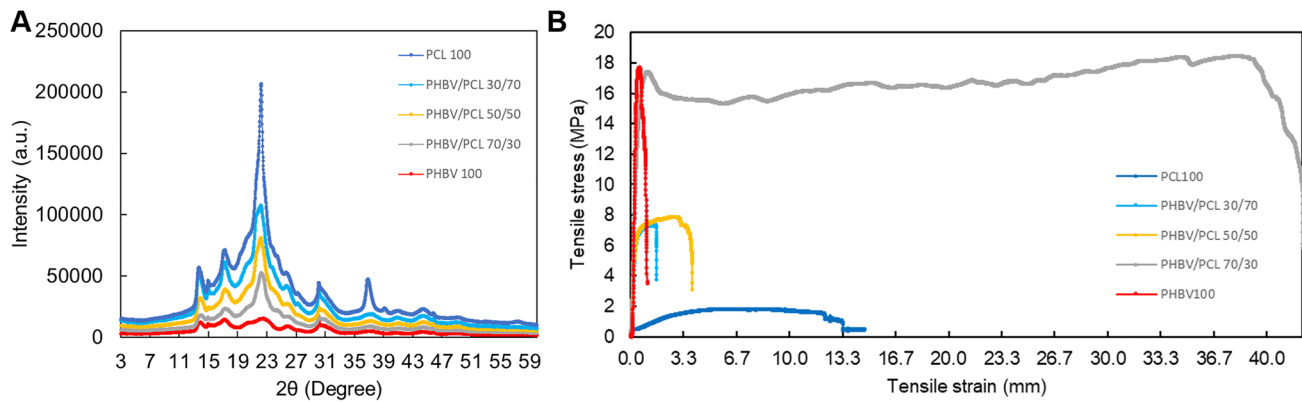 A
250000
200000
150000
100000
50000
0
Intensity (a.u.)
PCL 100
PHBV/PCL 30/70
PHBV/PCL 50/50
PHBV/PCL 70/30
PHBV 100
3 7 11 15 19 23 27 31 35 39 43 47 51 55 59
2θ (Degree)
B
20
18
16
14
12
10
8
6
4
2
0
Tensile stress (MPa)
PCL100
PHBV/PCL 30/70
PHBV/PCL 50/50
PHBV/PCL 70/30
PHBV100
0.0 3.3 6.7 10.0 13.3 16.7 20.0 23.3 26.7 30.0 33.3 36.7 40.0
Tensile strain (mm)